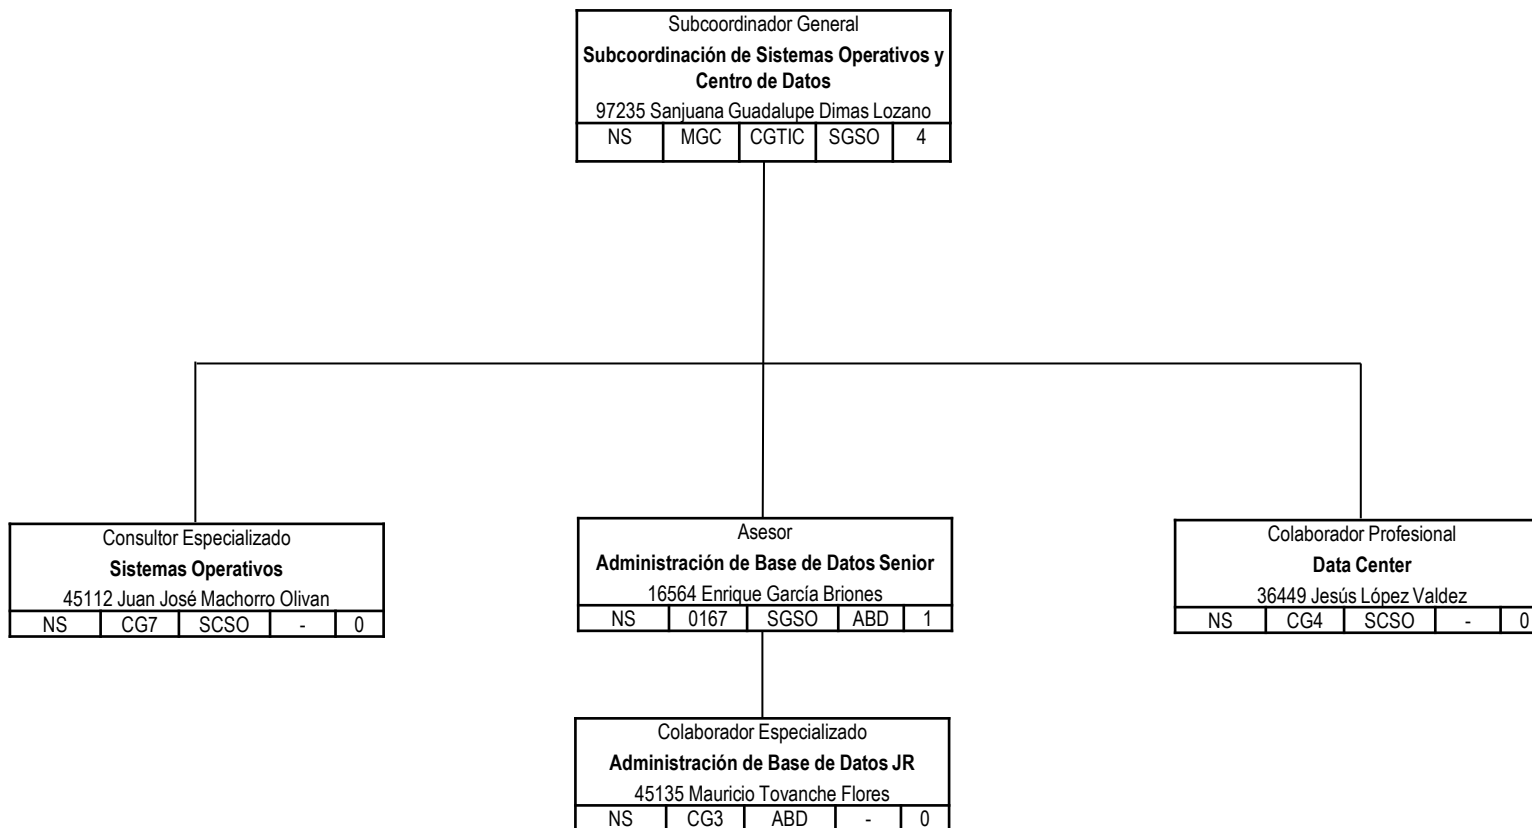 Subcoordinador General
Subcoordinación de Sistemas Operativos y
Centro de Datos
97235 Sanjuana Guadalupe Dimas Lozano
NS MGC CGTIC SGSO 4
Consultor Especializado
Sistemas Operativos
45112 Juan José Machorro Olivan
NS CG7 SCSO - 0
Asesor
Administración de Base de Datos Senior
16564 Enrique García Briones
NS 0167 SGSO ABD 1
Colaborador Profesional
Data Center
36449 Jesús López Valdez
NS CG4 SCSO - 0
Colaborador Especializado
Administración de Base de Datos JR
45135 Mauricio Tovanche Flores
NS CG3 ABD - 0